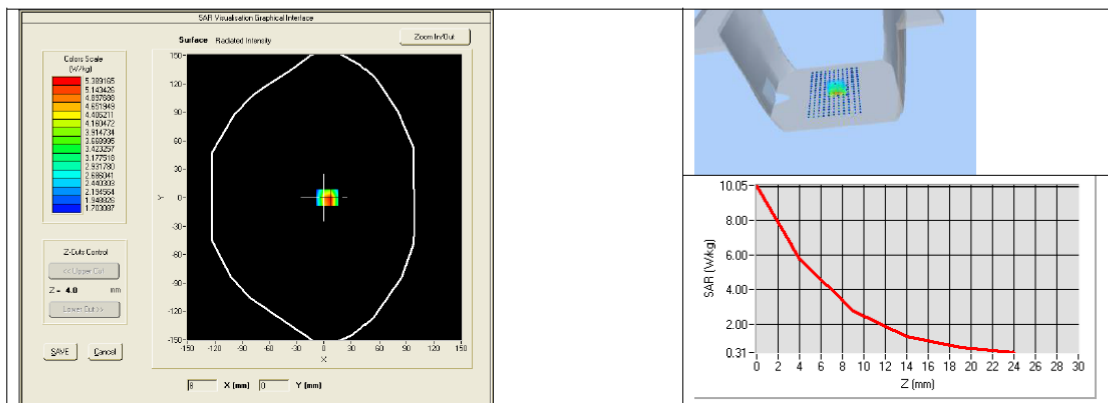 SAR Visualisation Graphical Interface
Surface Radiated Intensity
Zoom In/Out
Colors Scale
(W/kg)
5.389165
5.143426
4.897688
4.651949
4.406211
4.160472
3.914734
3.668995
3.423257
3.177518
2.931780
2.686041
2.440303
2.194564
1.948826
1.703087
150
120
90
60
30
0
-30
-60
-90
-120
-150
Y
-150 -120 -90 -60 -30 0 30 60 90 120 150
X
Z-Cuts Control
<< Upper Cut
Z = 4.0 mm
Lower Cut >>
SAVE Cancel
8 X (mm) 0 Y (mm)
10.05
8.00
6.00
4.00
2.00
0.31
SAR (W/kg)
0 2 4 6 8 10 12 14 16 18 20 22 24 26 28 30
Z (mm)